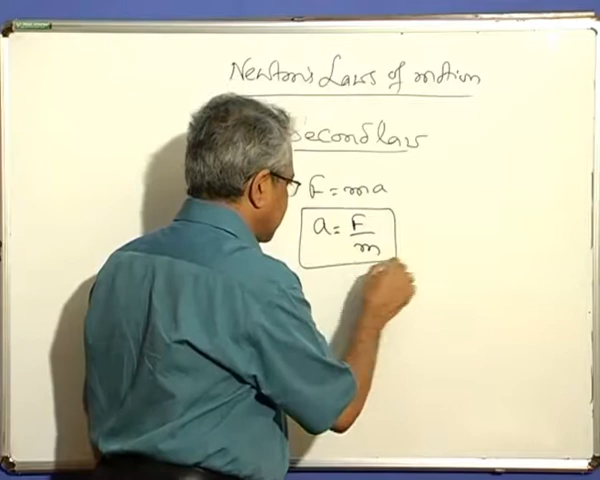 Newton's Laws of motion
Second law
F = ma
a = F/m